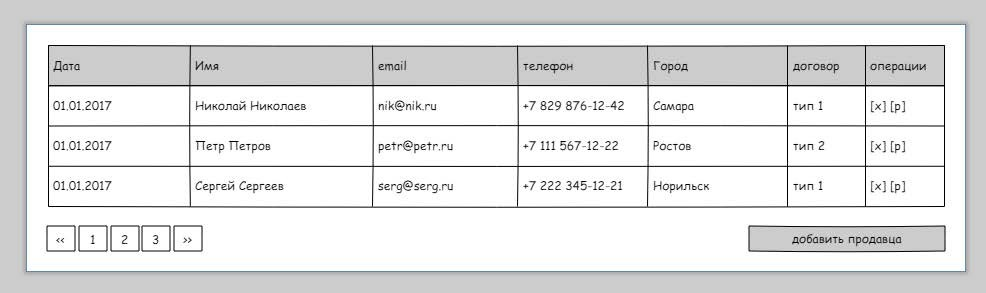 Дата Имя email телефон Город договор операции
01.01.2017 Николай Николаев nik@nik.ru +7 829 876-12-42 Самара тип 1 [x] [p]
01.01.2017 Петр Петров petr@petr.ru +7 111 567-12-22 Ростов тип 2 [x] [p]
01.01.2017 Сергей Сергеев serg@serg.ru +7 222 345-12-21 Норильск тип 1 [x] [p]
<< 1 2 3 >> добавить продавца